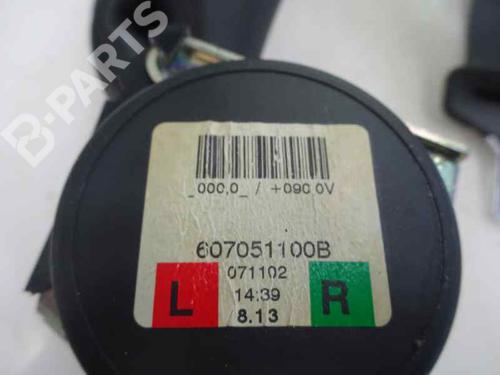 B-PARTS
_000,0_ / +090.0V
607051100B
071102
L 14:39 R
8.13